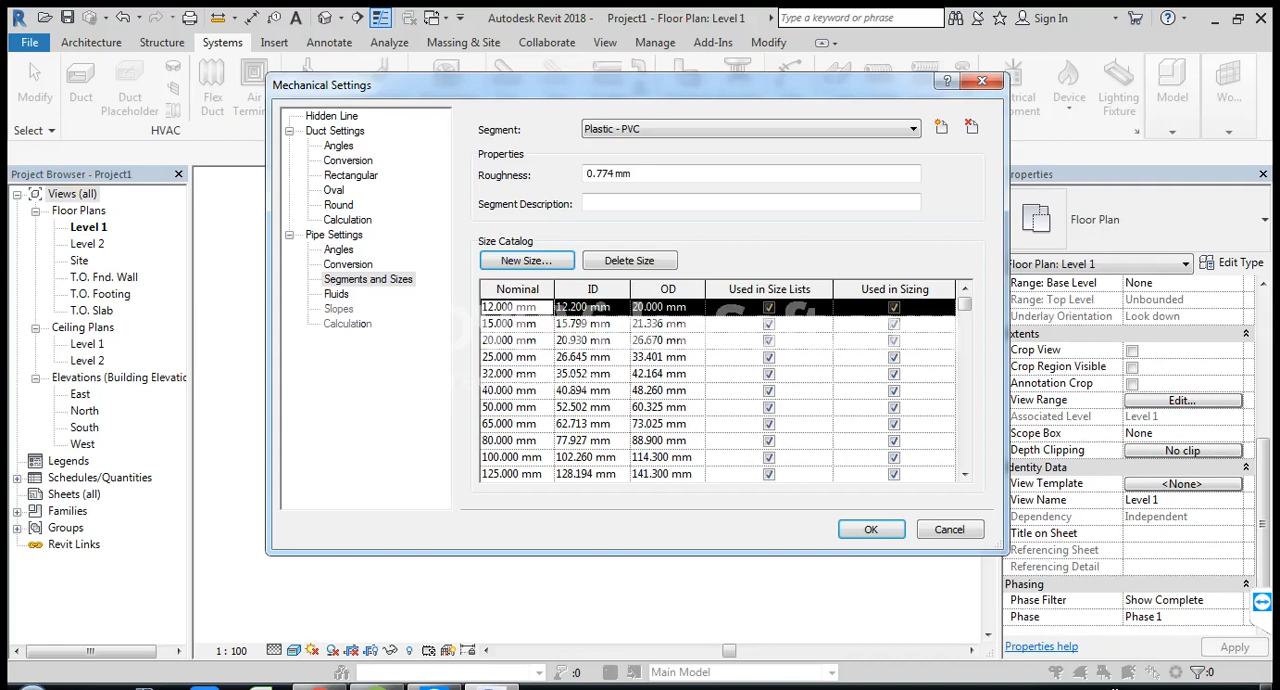 Autodesk Revit 2018 - Project1 - Floor Plan: Level 1
Type a keyword or phrase
Sign In
File Architecture Structure Systems Insert Annotate Analyze Massing & Site Collaborate View Manage Add-Ins Modify
Modify
Duct
Duct
Placeholder
Flex
Duct
Air
Device
Lighting
Fixture
Model
Wo...
Select
HVAC
Mechanical Settings
Hidden Line
Duct Settings
Angles
Conversion
Rectangular
Oval
Round
Calculation
Pipe Settings
Angles
Conversion
Segments and Sizes
Fluids
Slopes
Calculation
Segment: Plastic - PVC
Properties
Roughness: 0.774 mm
Segment Description:
Size Catalog
New Size... Delete Size
Nominal ID OD Used in Size Lists Used in Sizing
12.000 mm 12.200 mm 20.000 mm
15.000 mm 15.799 mm 21.336 mm
20.000 mm 20.930 mm 26.670 mm
25.000 mm 26.645 mm 33.401 mm
32.000 mm 35.052 mm 42.164 mm
40.000 mm 40.894 mm 48.260 mm
50.000 mm 52.502 mm 60.325 mm
65.000 mm 62.713 mm 73.025 mm
80.000 mm 77.927 mm 88.900 mm
100.000 mm 102.260 mm 114.300 mm
125.000 mm 128.194 mm 141.300 mm
OK Cancel
Project Browser - Project1
Views (all)
Floor Plans
Level 1
Level 2
Site
T.O. Fnd. Wall
T.O. Footing
T.O. Slab
Ceiling Plans
Level 1
Level 2
Elevations (Building Elevatio
East
North
South
West
Legends
Schedules/Quantities
Sheets (all)
Families
Groups
Revit Links
roperties
Floor Plan
Floor Plan: Level 1
Edit Type
Range: Base Level None
Range: Top Level Unbounded
Underlay Orientation Look down
xtents
Crop View
Crop Region Visible
Annotation Crop
View Range Edit...
Associated Level Level 1
Scope Box None
Depth Clipping No clip
Identity Data
View Template <None>
View Name Level 1
Dependency Independent
Title on Sheet
Referencing Sheet
Referencing Detail
Phasing
Phase Filter Show Complete
Phase Phase 1
Properties help
Apply
1 : 100
:0
Main Model
:0